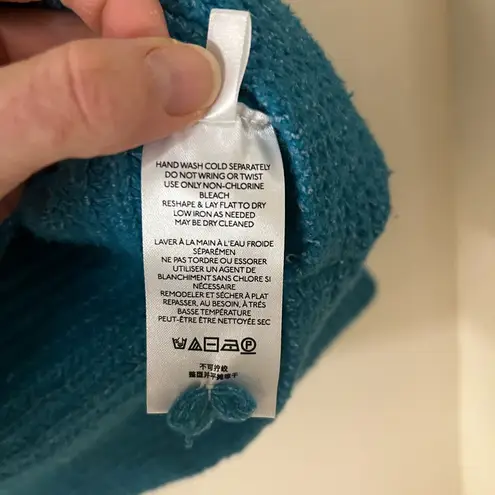 HAND WASH COLD SEPARATELY
DO NOT WRING OR TWIST
USE ONLY NON-CHLORINE
BLEACH
RESHAPE & LAY FLAT TO DRY
LOW IRON AS NEEDED
MAY BE DRY CLEANED
LAVER À LA MAIN À L'EAU FROIDE
SÉPARÉMEN
NE PAS TORDRE OU ESSORER
UTILISER UN AGENT DE
BLANCHIMENT SANS CHLORE SI
NÉCESSAIRE
REMODELER ET SÉCHER À PLAT
REPASSER, AU BESOIN, À TRÉS
BASSE TEMPÉRATURE
PEUT-ÊTRE ÊTRE NETTOYÉE SEC
不可拧绞